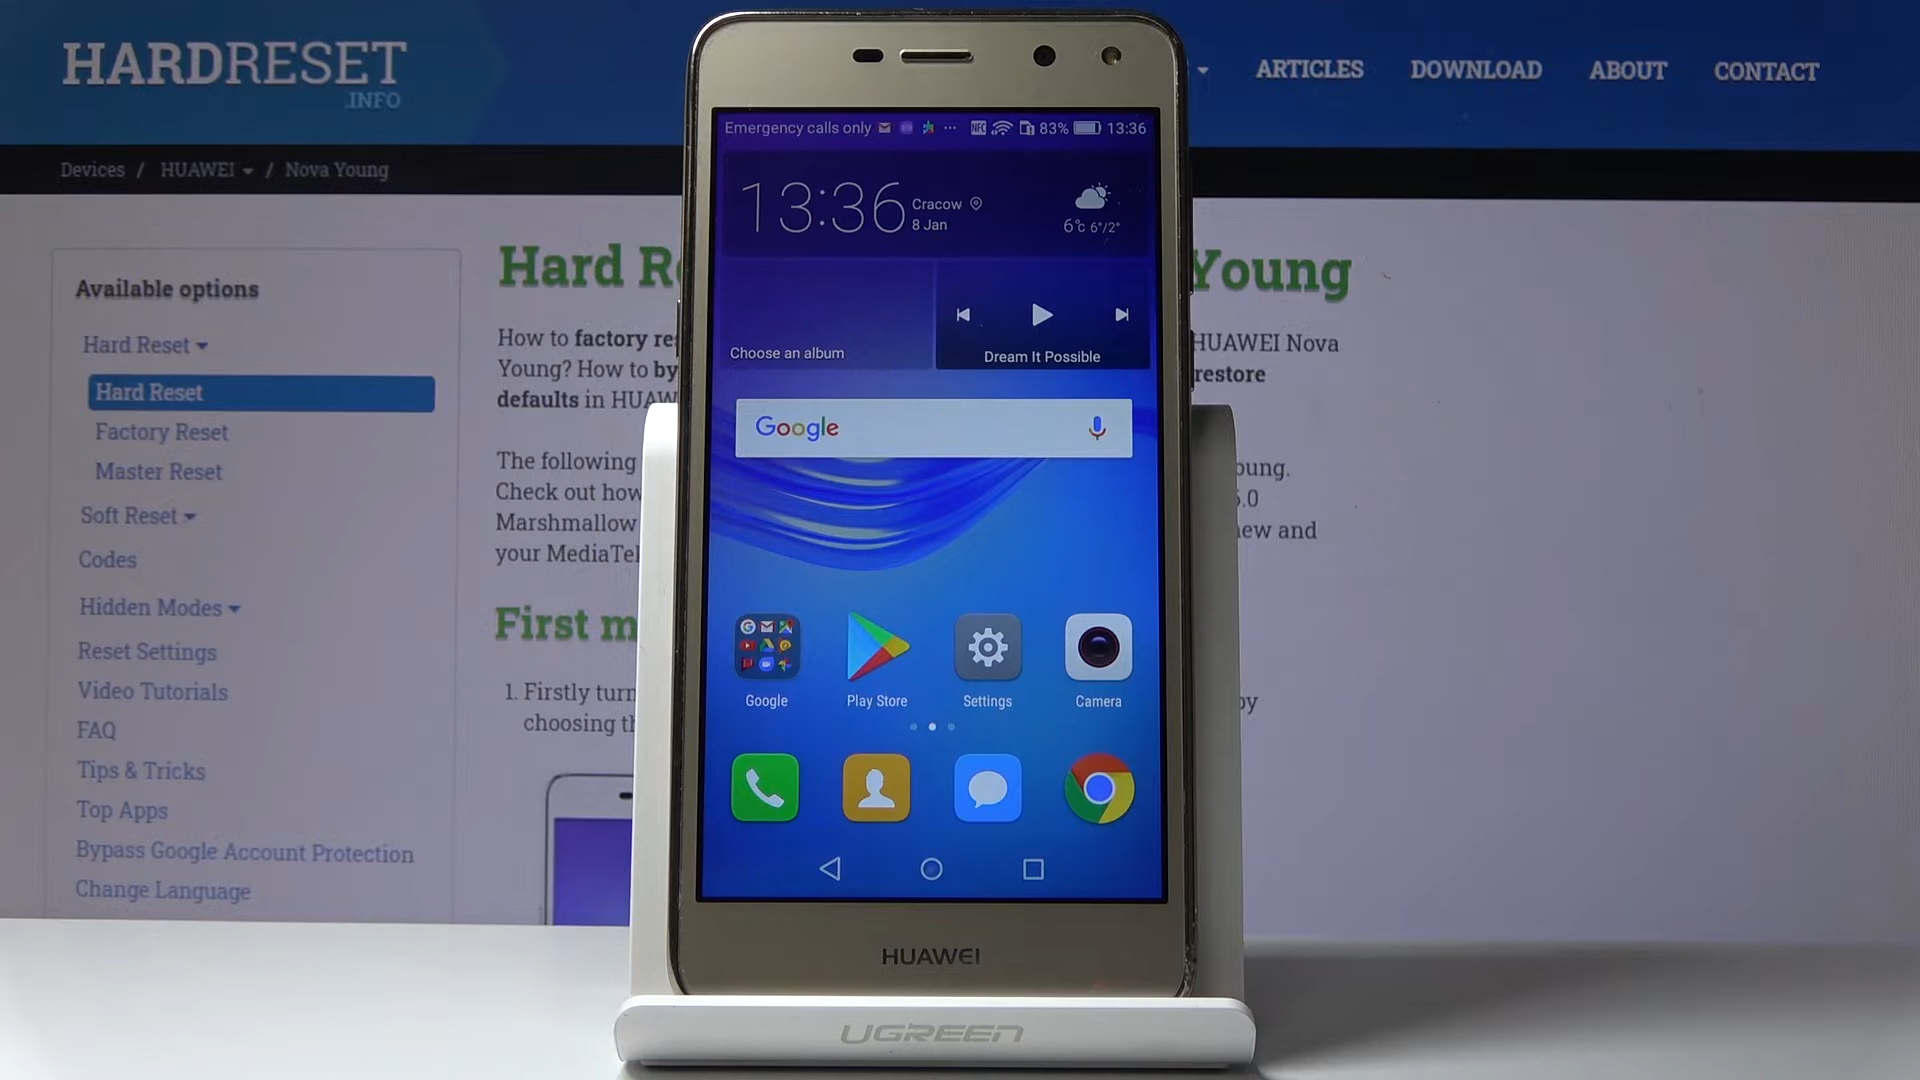 HARDRESET
.INFO
ARTICLES DOWNLOAD ABOUT CONTACT
Devices / HUAWEI / Nova Young
Available options
Hard Reset
Hard Reset
Factory Reset
Master Reset
Soft Reset
Codes
Hidden Modes
Reset Settings
Video Tutorials
FAQ
Tips & Tricks
Top Apps
Bypass Google Account Protection
Change Language
Hard R
Young
How to factory re
HUAWEI Nova
Young? How to by
restore
defaults in HUAW
The following
oung.
Check out how
6.0
Marshmallow
new and
your MediaTek
First m
1. Firstly turn
by
choosing th
Emergency calls only ... NFC 83% 13:36
13:36
Cracow
8 Jan
6°c 6°/2°
Choose an album
Dream It Possible
Google
Google
Play Store
Settings
Camera
HUAWEI
UGREEN